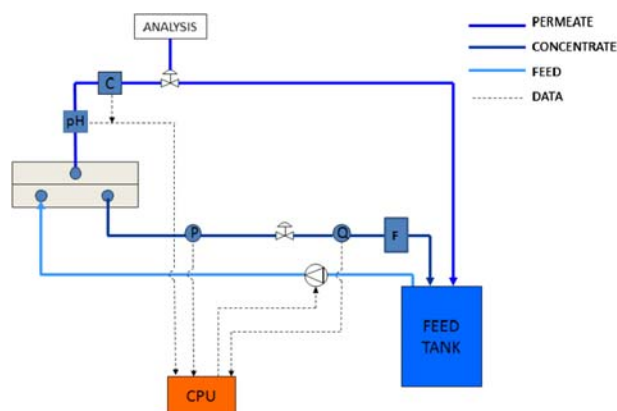 ANALYSIS
PERMEATE
CONCENTRATE
FEED
DATA
C
pH
P
Q
F
FEED
TANK
CPU